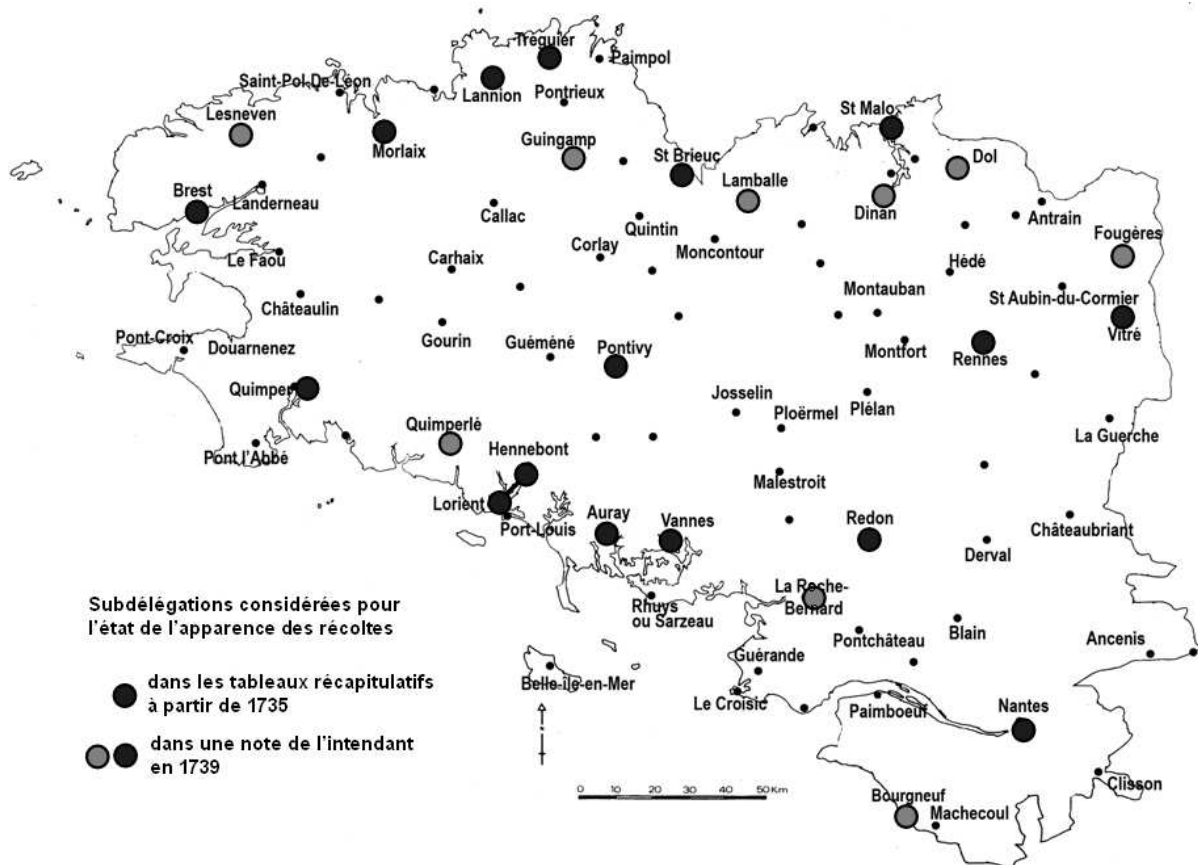 Tréguier
Paimpol
Saint-Pol-De-Léon
Lannion
Pontrieux
Lesneven
St Malo
Morlaix
Guingamp
St Brieuc
Dol
Lamballe
Brest
Landerneau
Dinan
Antrain
Callac
Quintin
Fougères
Moncontour
Le Faou
Carhaix
Corlay
Hédé
Montauban
Châteaulin
St Aubin-du-Cormier
Vitré
Pont-Croix
Douarnenez
Gourin
Guéméné
Pontivy
Montfort
Rennes
Quimper
Josselin
Ploërmel
Plélan
Quimperlé
La Guerche
Pont l'Abbé
Hennebont
Malestroit
Lorient
Port-Louis
Auray
Vannes
Redon
Châteaubriant
Derval
Subdélégations considérées pour
l'état de l'apparence des récoltes
Rhuys
ou Sarzeau
La Roche-
Bernard
Pontchâteau
Blain
Ancenis
Guérande
Belle-île-en-Mer
Le Croisic
Paimboeuf
Nantes
dans les tableaux récapitulatifs
à partir de 1735
dans une note de l'intendant
en 1739
0 10 20 30 40 50 Km
Clisson
Bourgneuf
Machecoul